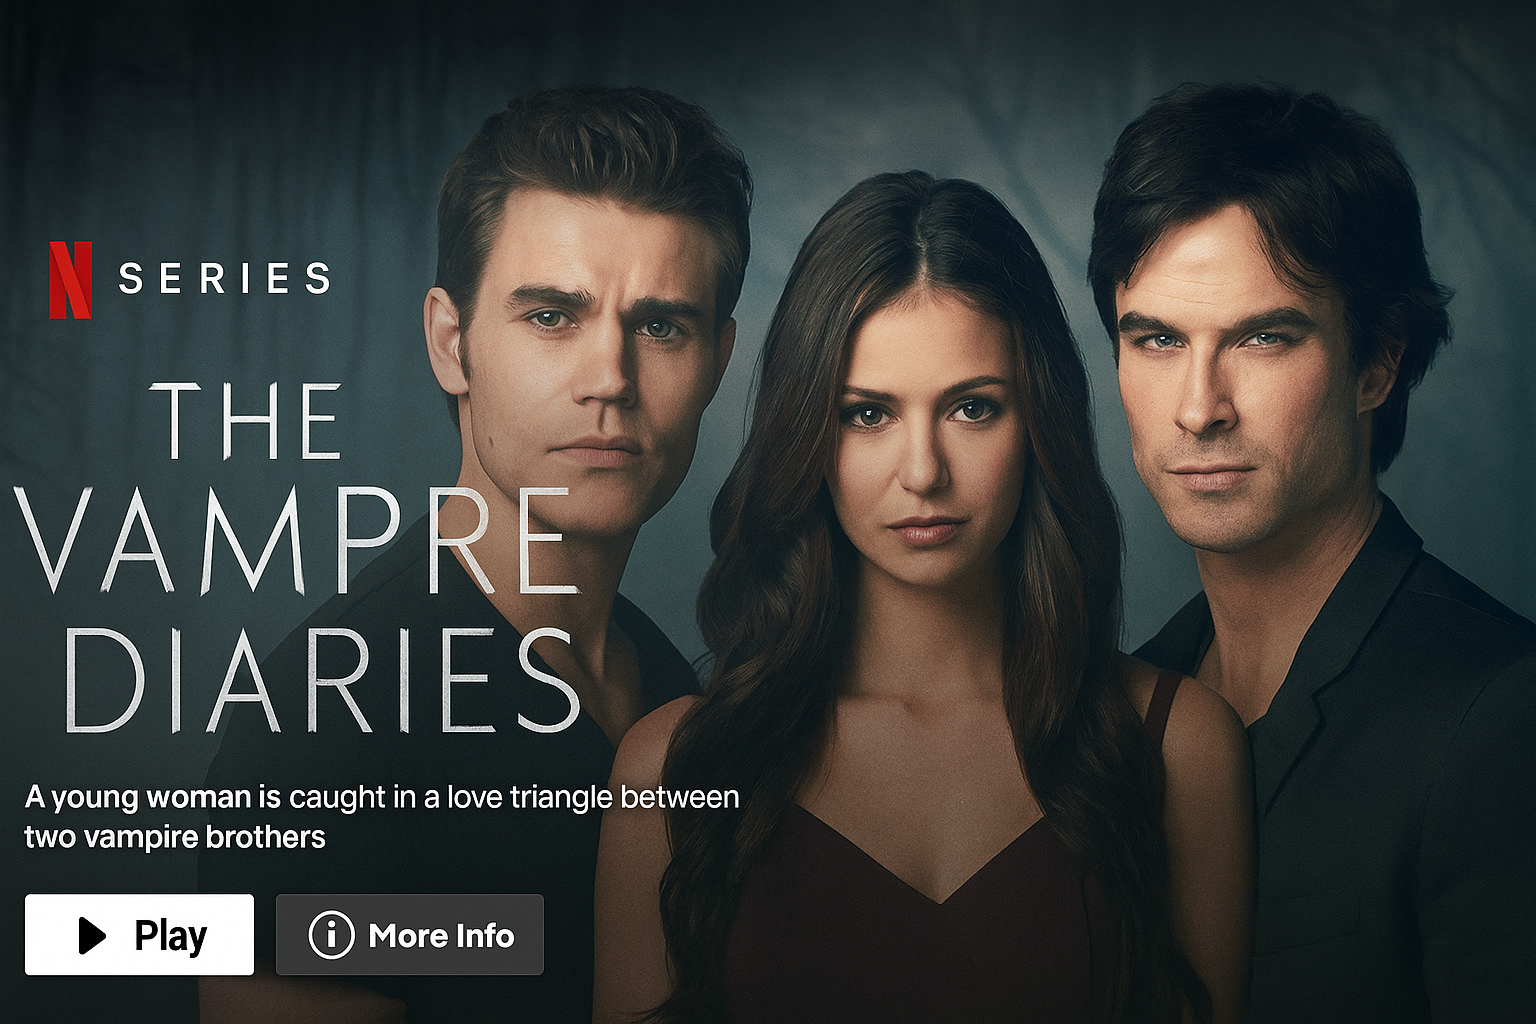 N SERIES
THE
VAMPRE
DIARIES
A young woman is caught in a love triangle between
two vampire brothers
Play
More Info